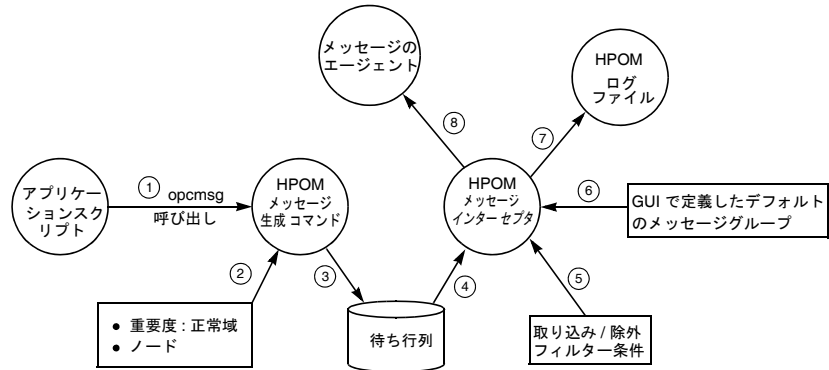 メッセージの
エージェント
HPOM
ログ
ファイル
⑧
⑦
アプリケー
ションスク
リプト
① opcmsg
呼び出し
HPOM
メッセージ
生成 コマンド
HPOM
メッセージ
インター セプタ
⑥
GUI で定義したデフォルト
のメッセージグループ
②
③
④
⑤
● 重要度 : 正常域
● ノード
待ち行列
取り込み / 除外
フィルター条件